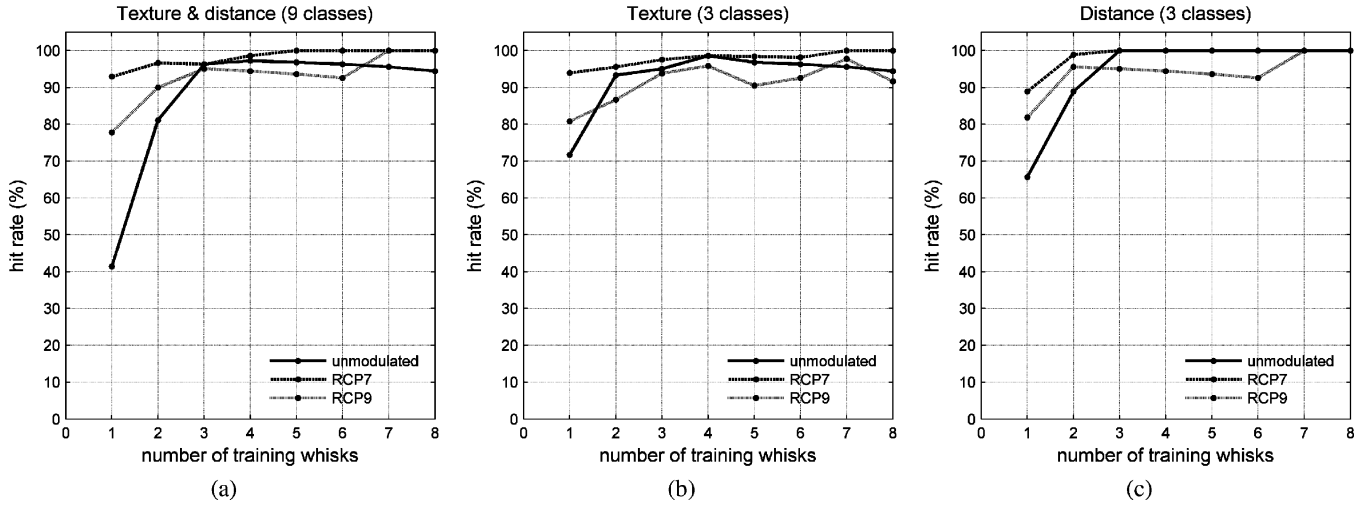 Texture & distance (9 classes)
hit rate (%)
100
90
80
70
60
50
40
30
20
10
0
unmodulated
RCP7
RCP9
0 1 2 3 4 5 6 7 8
number of training whisks
(a)
Texture (3 classes)
hit rate (%)
100
90
80
70
60
50
40
30
20
10
0
unmodulated
RCP7
RCP9
0 1 2 3 4 5 6 7 8
number of training whisks
(b)
Distance (3 classes)
hit rate (%)
100
90
80
70
60
50
40
30
20
10
0
unmodulated
RCP7
RCP9
0 1 2 3 4 5 6 7 8
number of training whisks
(c)